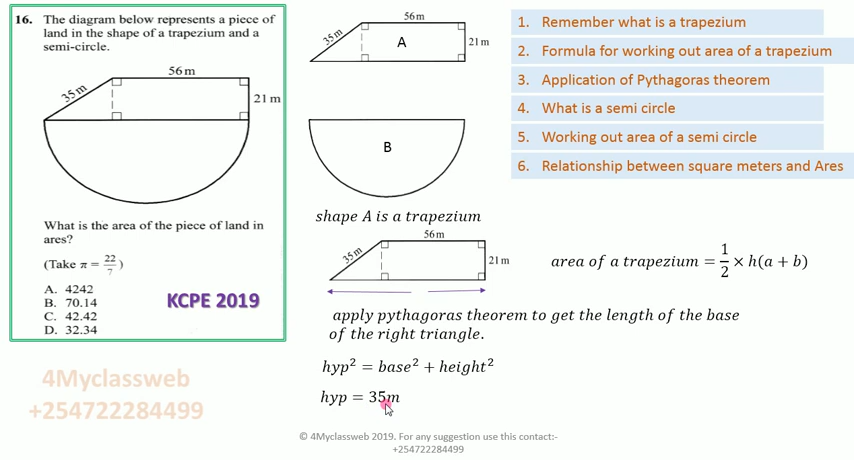 16. The diagram below represents a piece of
land in the shape of a trapezium and a
semi-circle.
56 m
35 m
21 m
What is the area of the piece of land in
ares?
(Take π = 22/7)
A. 4242
B. 70.14
C. 42.42
D. 32.34
KCPE 2019
4Myclassweb
+254722284499
56 m
35 m
A
21 m
B
shape A is a trapezium
56 m
35 m
21 m
area of a trapezium = 1/2 × h(a + b)
apply pythagoras theorem to get the length of the base
of the right triangle.
hyp² = base² + height²
hyp = 35m
1. Remember what is a trapezium
2. Formula for working out area of a trapezium
3. Application of Pythagoras theorem
4. What is a semi circle
5. Working out area of a semi circle
6. Relationship between square meters and Ares
© 4Myclassweb 2019. For any suggestion use this contact:-
+254722284499